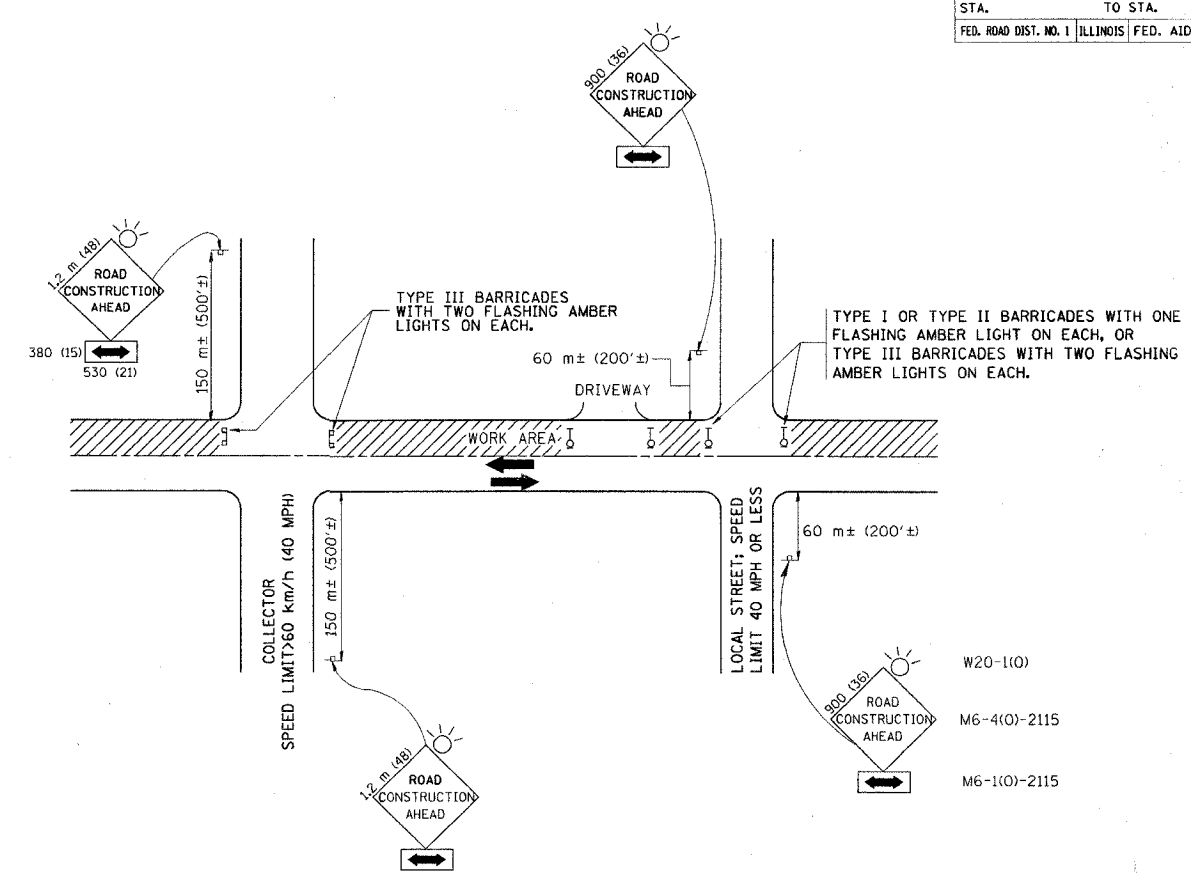 STA. TO STA.
FED. ROAD DIST. NO. 1 ILLINOIS FED. AID
900 (36)
ROAD
CONSTRUCTION
AHEAD
1.2 m (48)
ROAD
CONSTRUCTION
AHEAD
380 (15)
530 (21)
150 m± (500'±)
TYPE III BARRICADES
WITH TWO FLASHING AMBER
LIGHTS ON EACH.
60 m± (200'±)
DRIVEWAY
TYPE I OR TYPE II BARRICADES WITH ONE
FLASHING AMBER LIGHT ON EACH, OR
TYPE III BARRICADES WITH TWO FLASHING
AMBER LIGHTS ON EACH.
WORK AREA
COLLECTOR
SPEED LIMIT>60 km/h (40 MPH)
150 m± (500'±)
LOCAL STREET; SPEED
LIMIT 40 MPH OR LESS
60 m± (200'±)
900 (36)
ROAD
CONSTRUCTION
AHEAD
W20-1(O)
M6-4(O)-2115
M6-1(O)-2115
1.2 m (48)
ROAD
CONSTRUCTION
AHEAD